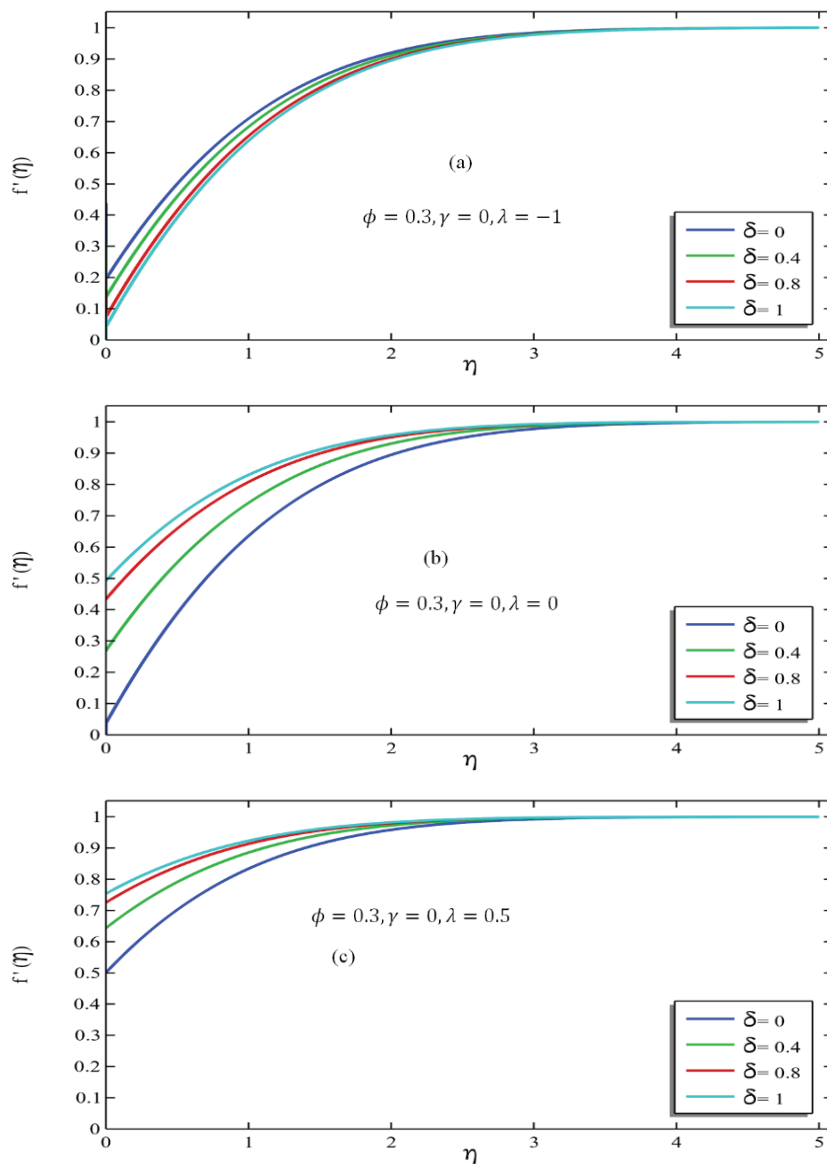 1
0.9
0.8
0.7
0.6
0.5
0.4
0.3
0.2
0.1
0
f'(η)
(a)
ϕ = 0.3, γ = 0, λ = −1
δ= 0
δ= 0.4
δ= 0.8
δ= 1
0 1 2 3 4 5
η
1
0.9
0.8
0.7
0.6
0.5
0.4
0.3
0.2
0.1
0
f'(η)
(b)
ϕ = 0.3, γ = 0, λ = 0
δ= 0
δ= 0.4
δ= 0.8
δ= 1
0 1 2 3 4 5
η
1
0.9
0.8
0.7
0.6
0.5
0.4
0.3
0.2
0.1
0
f'(η)
ϕ = 0.3, γ = 0, λ = 0.5
(c)
δ= 0
δ= 0.4
δ= 0.8
δ= 1
0 1 2 3 4 5
η